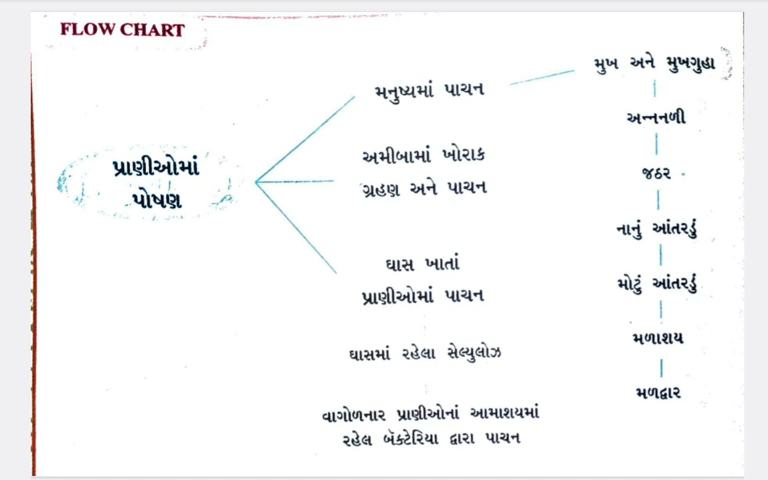 FLOW CHART
પ્રાણીઓમાં
પોષણ
મનુષ્યમાં પાચન
અમીબામાં ખોરાક
ગ્રહણ અને પાચન
ઘાસ ખાતાં
પ્રાણીઓમાં પાચન
ઘાસમાં રહેલા સેલ્યુલોઝ
વાગોળનાર પ્રાણીઓનાં આમાશયમાં
રહેલ બૅક્ટેરિયા દ્વારા પાચન
મુખ અને મુખગુહા
અન્નનળી
જઠર
નાનું આંતરડું
મોટું આંતરડું
મળાશય
મળદ્વાર